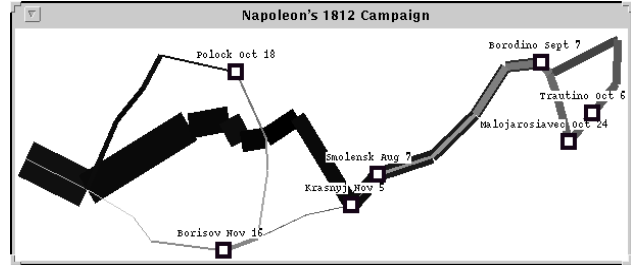 Napoleon's 1812 Campaign
Borodino Sept 7
Polock Oct 18
Trautino Oct 6
Malojarosiavec Oct 24
Smolensk Aug 7
Krasnyj Nov 5
Borisov Nov 16